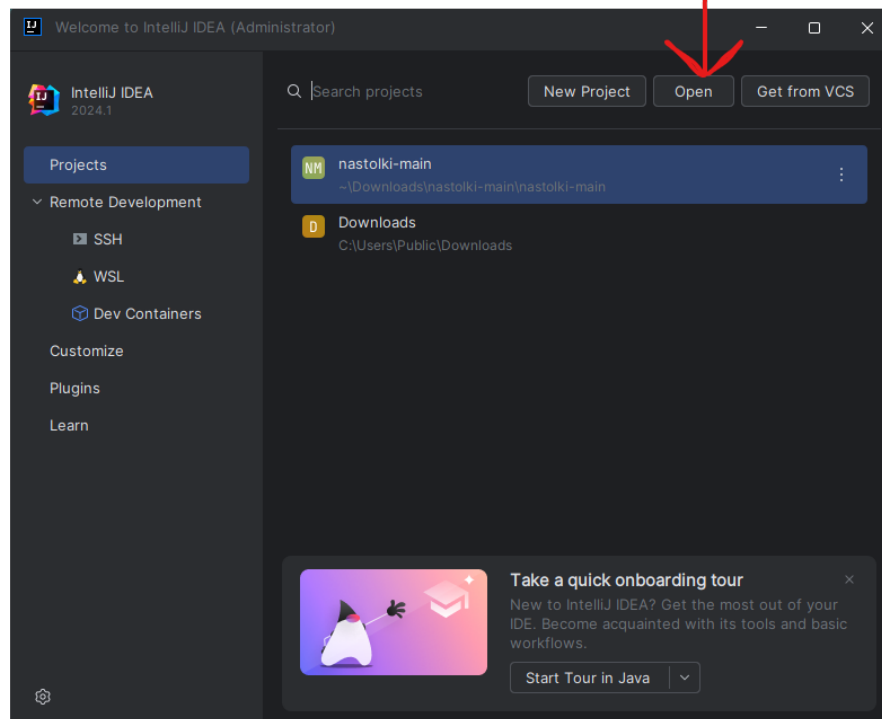 Welcome to IntelliJ IDEA (Administrator)
IntelliJ IDEA
2024.1
Search projects
New Project
Open
Get from VCS
Projects
Remote Development
SSH
WSL
Dev Containers
Customize
Plugins
Learn
NM
nastolki-main
~\Downloads\nastolki-main\nastolki-main
D
Downloads
C:\Users\Public\Downloads
Take a quick onboarding tour
New to IntelliJ IDEA? Get the most out of your
IDE. Become acquainted with its tools and basic
workflows.
Start Tour in Java